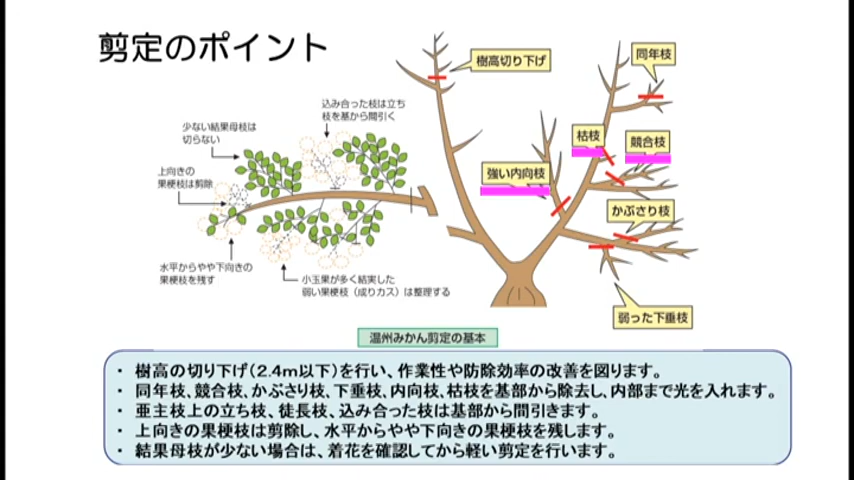 剪定のポイント
樹高切り下げ
同年枝
込み合った枝は立ち
枝を基から間引く
少ない結果母枝は
切らない
枯枝
競合枝
上向きの
果梗枝は剪除
強い内向枝
かぶさり枝
水平からやや下向きの
果梗枝を残す
小玉果が多く結実した
弱い果梗枝(成りカス)は整理する
弱った下垂枝
温州みかん剪定の基本
・ 樹高の切り下げ(2.4m以下)を行い、作業性や防除効率の改善を図ります。
・ 同年枝、競合枝、かぶさり枝、下垂枝、内向枝、枯枝を基部から除去し、内部まで光を入れます。
・ 亜主枝上の立ち枝、徒長枝、込み合った枝は基部から間引きます。
・ 上向きの果梗枝は剪除し、水平からやや下向きの果梗枝を残します。
・ 結果母枝が少ない場合は、着花を確認してから軽い剪定を行います。